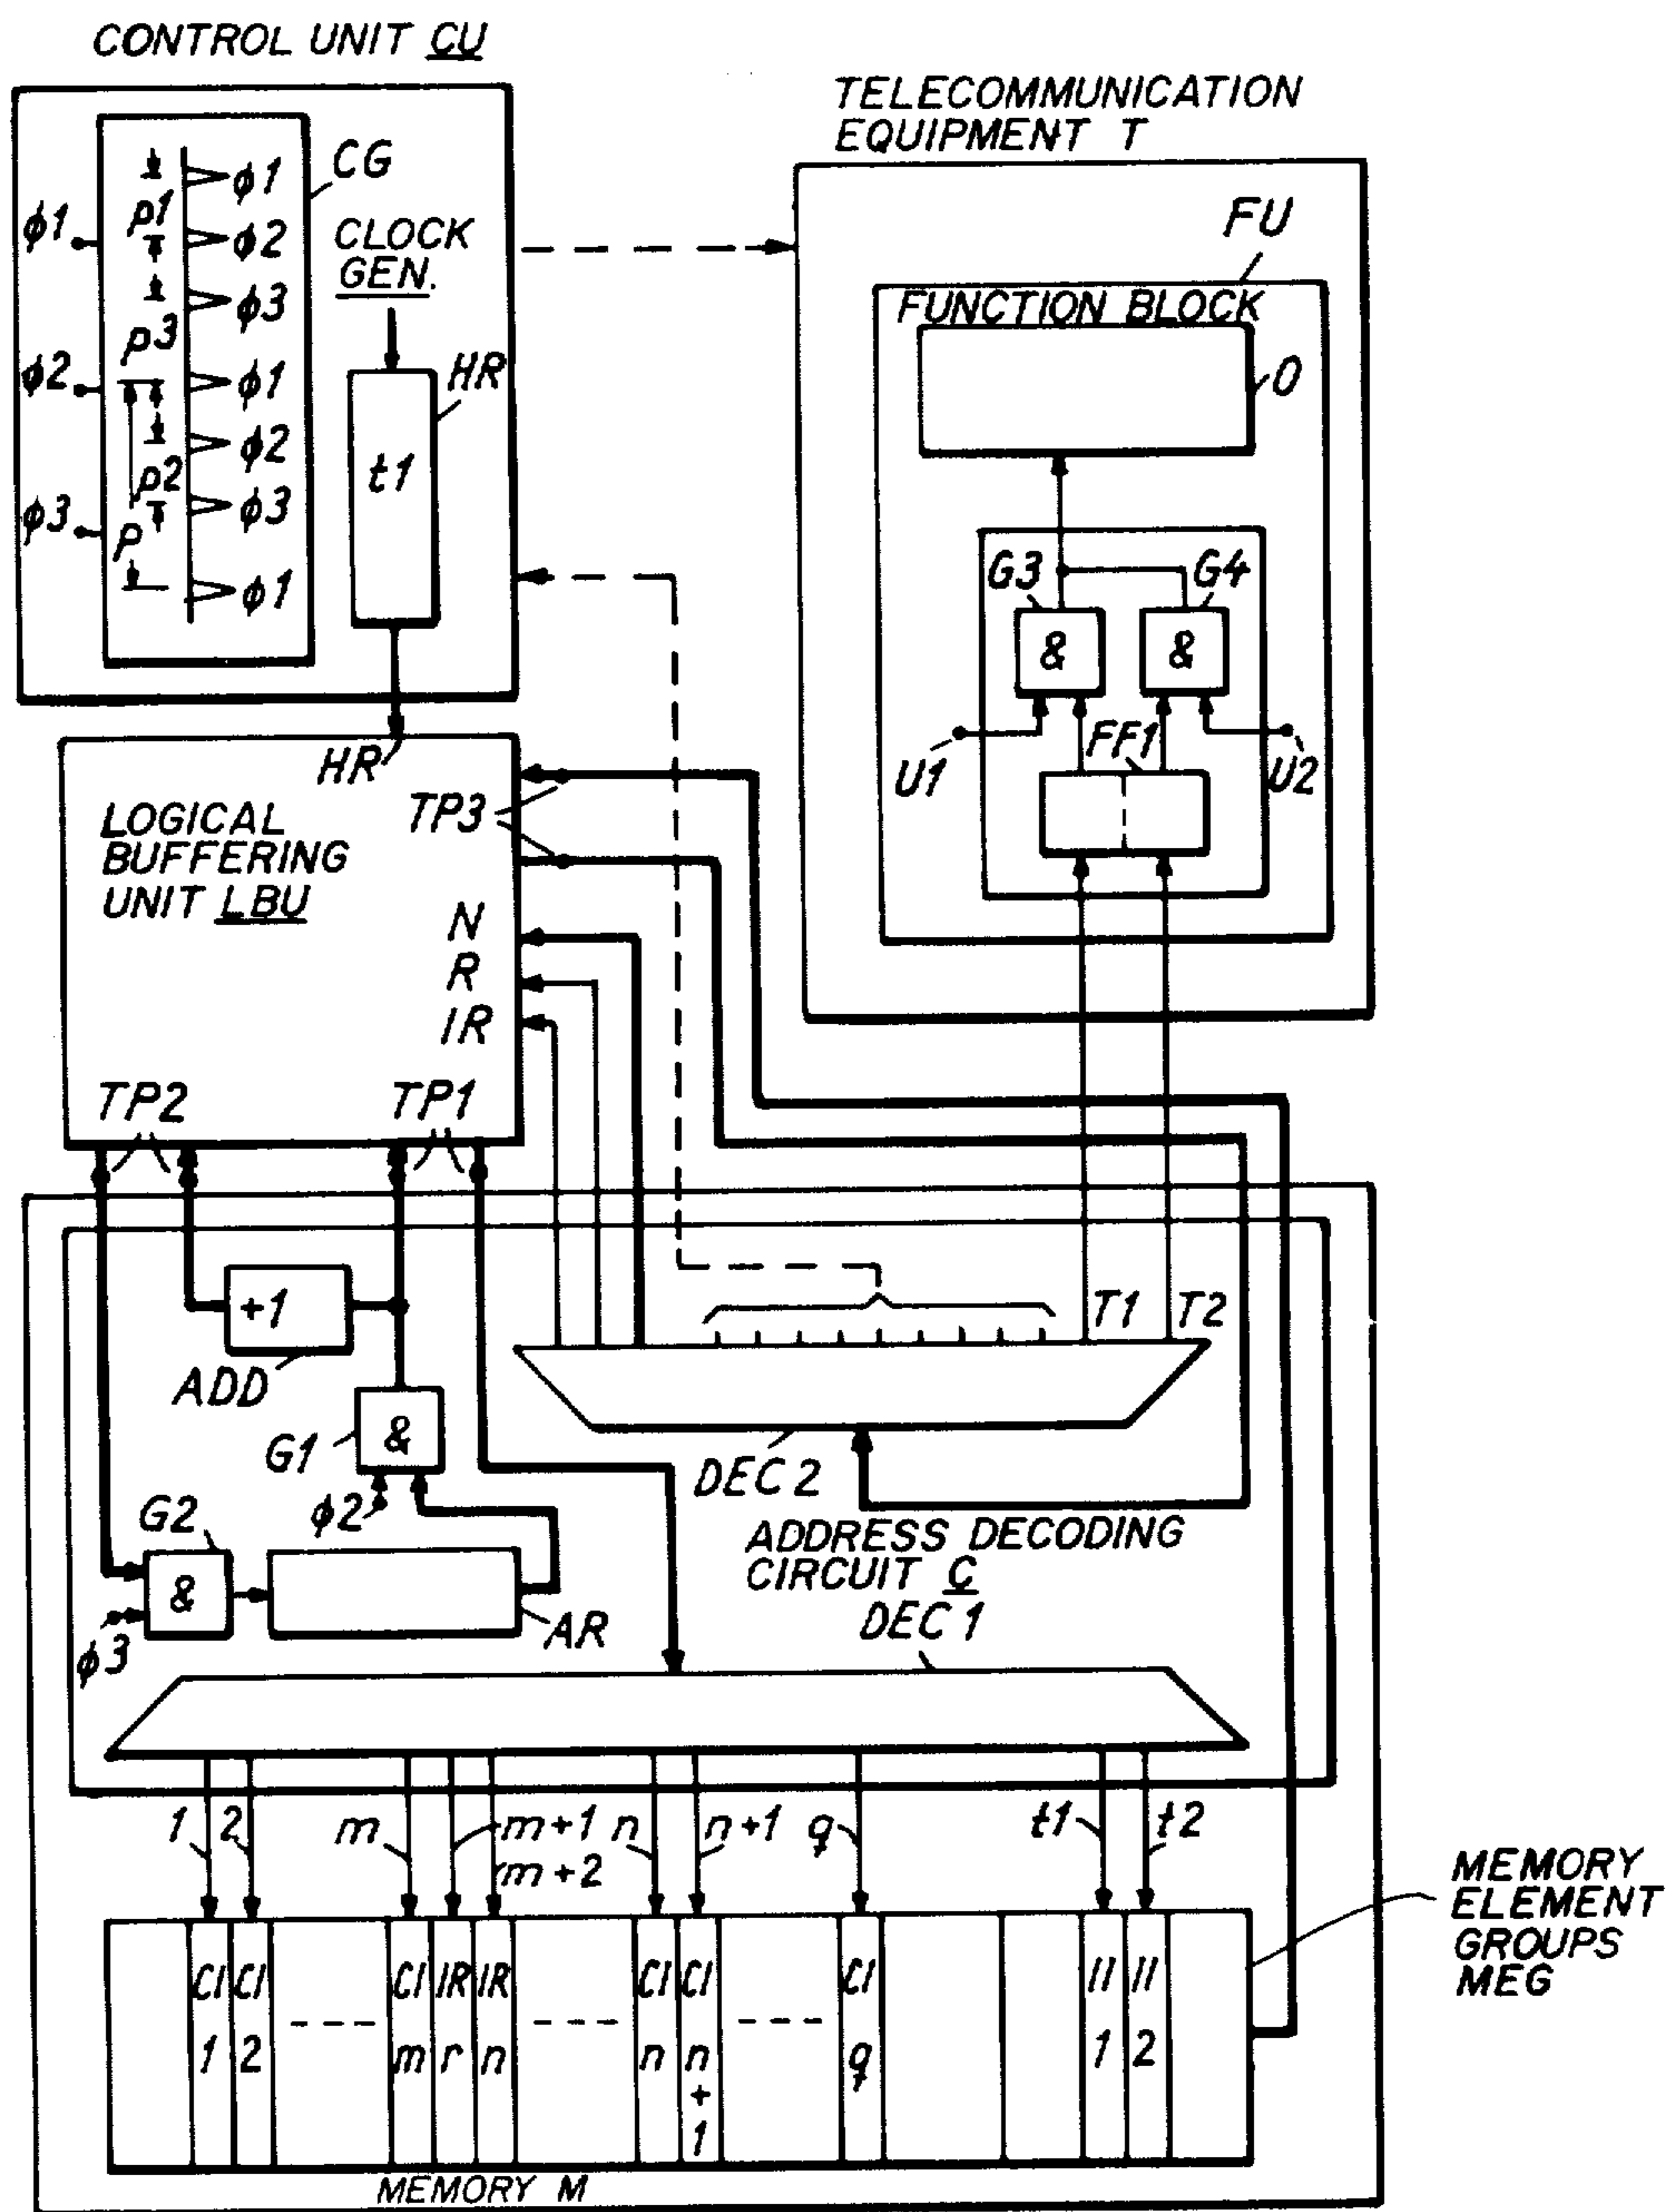 CONTROL UNIT CU
TELECOMMUNICATION
EQUIPMENT T
CG
ϕ1
p1
ϕ1
ϕ2
FU
CLOCK
GEN.
ϕ3
FUNCTION BLOCK
p3
HR
ϕ2
ϕ1
O
ϕ2
t1
p2
ϕ3
ϕ3
P
ϕ1
G3
G4
&
&
FF1
U1
U2
HR
TP3
LOGICAL
BUFFERING
UNIT LBU
N
R
IR
TP2
TP1
T1
T2
+1
ADD
&
G1
DEC 2
ϕ2
G2
ADDRESS DECODING
CIRCUIT C
&
AR
DEC 1
ϕ3
1
2
m
m+1
m+2
n
n+1
q
t1
t2
MEMORY
ELEMENT
GROUPS
MEG
CI CI CI IR IR CI CI CI II II
1 2 m r n n n q 1 2
+
1
MEMORY M